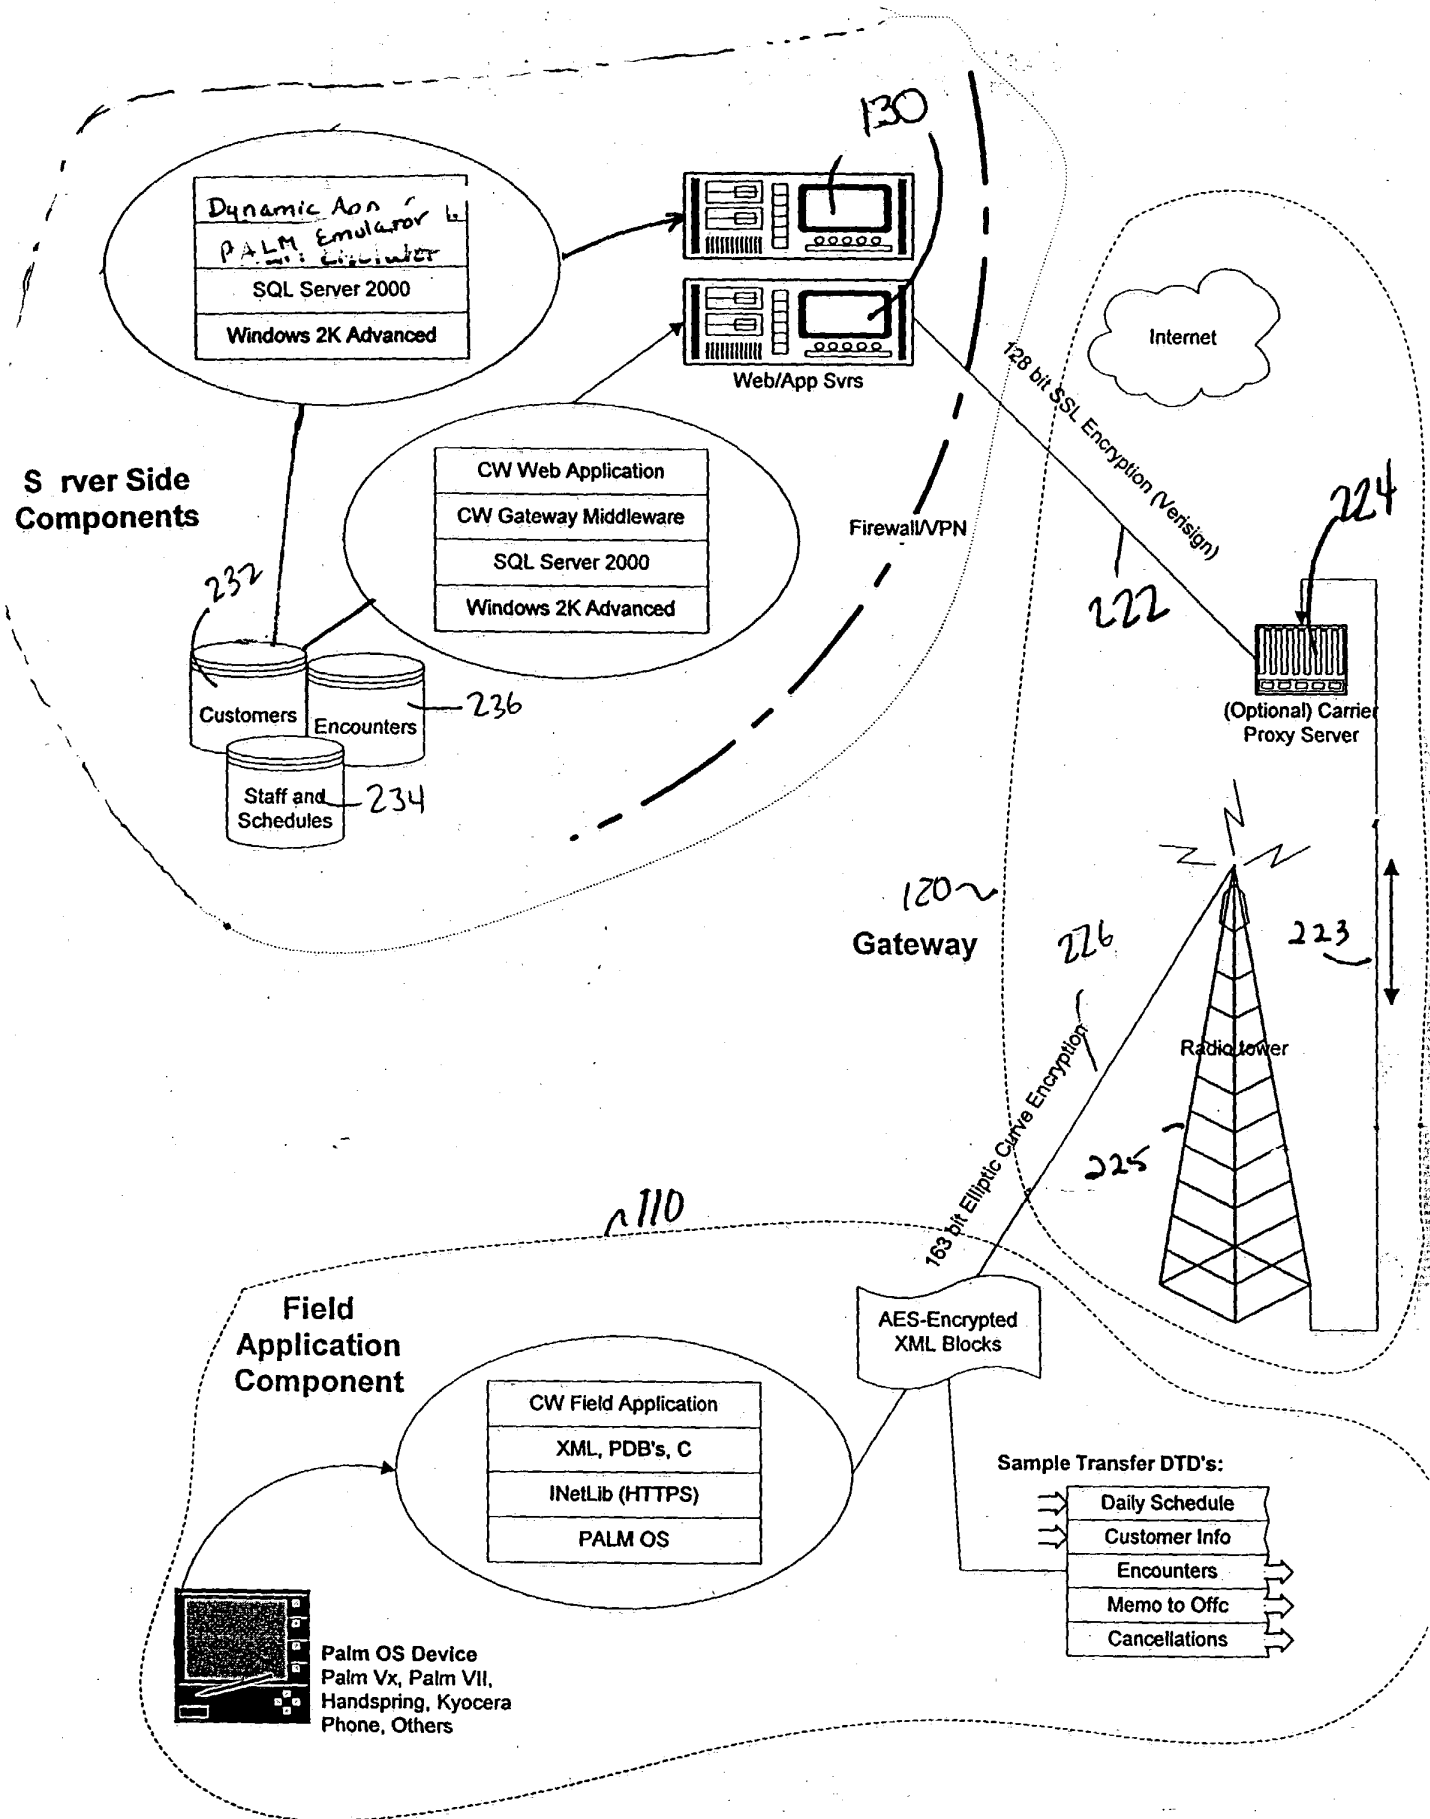 130
Dynamic
PALM Emulator
SQL Server 2000
Windows 2K Advanced
Web/App Svrs
Internet
128 bit SSL Encryption (Verisign)
S rver Side
Components
CW Web Application
CW Gateway Middleware
SQL Server 2000
Windows 2K Advanced
Firewall/VPN
224
222
232
Customers
Encounters
236
Staff and
Schedules
234
(Optional) Carrier
Proxy Server
120
Gateway
226
223
Radio tower
163 bit Elliptic Curve Encryption
225
110
Field
Application
Component
AES-Encrypted
XML Blocks
CW Field Application
XML, PDB's, C
INetLib (HTTPS)
PALM OS
Sample Transfer DTD's:
Daily Schedule
Customer Info
Encounters
Memo to Offc
Cancellations
Palm OS Device
Palm Vx, Palm VII,
Handspring, Kyocera
Phone, Others